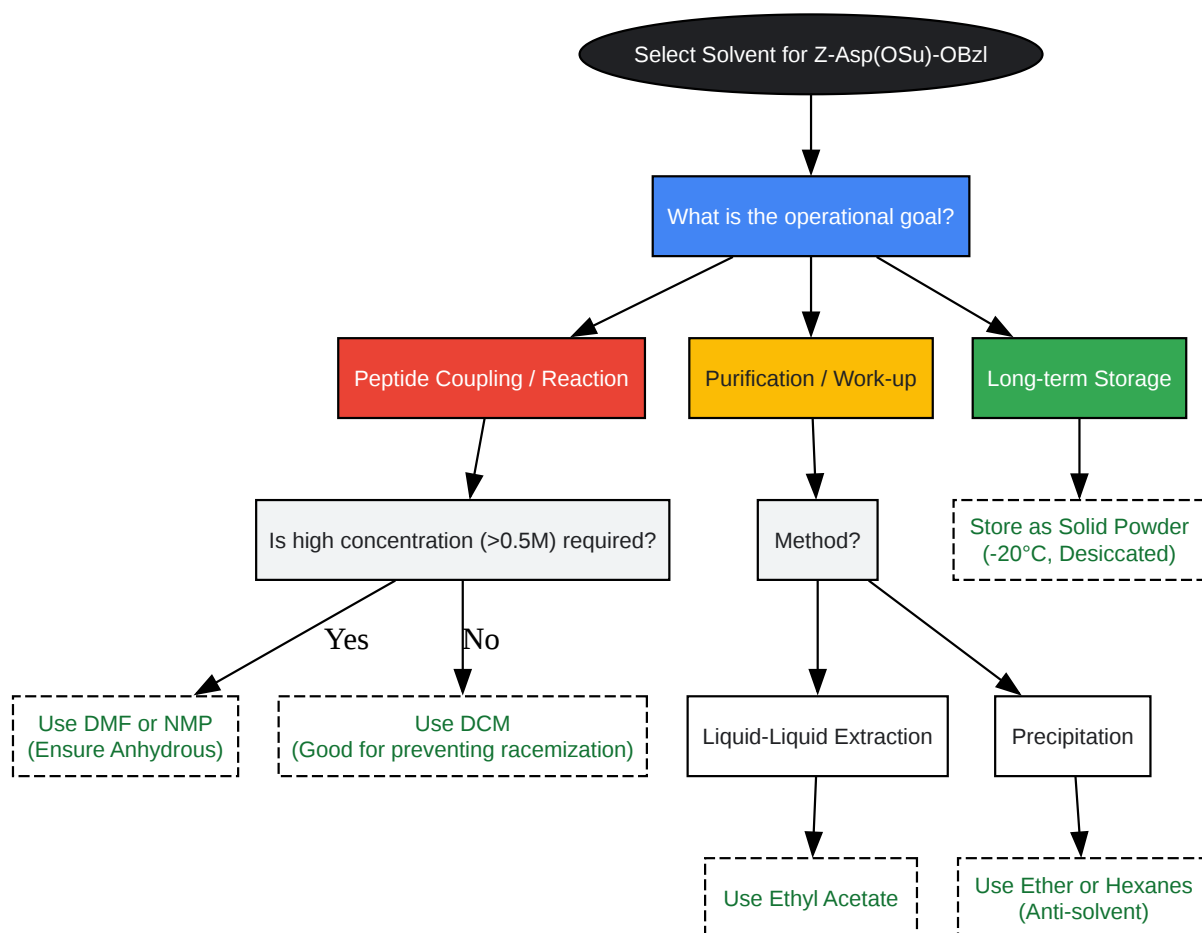 Select Solvent for Z-Asp(OSu)-OBzl
What is the operational goal?
Peptide Coupling / Reaction
Purification / Work-up
Long-term Storage
Is high concentration (>0.5M) required?
Method?
Store as Solid Powder
(-20°C, Desiccated)
Yes
No
Use DMF or NMP
(Ensure Anhydrous)
Use DCM
(Good for preventing racemization)
Liquid-Liquid Extraction
Precipitation
Use Ethyl Acetate
Use Ether or Hexanes
(Anti-solvent)